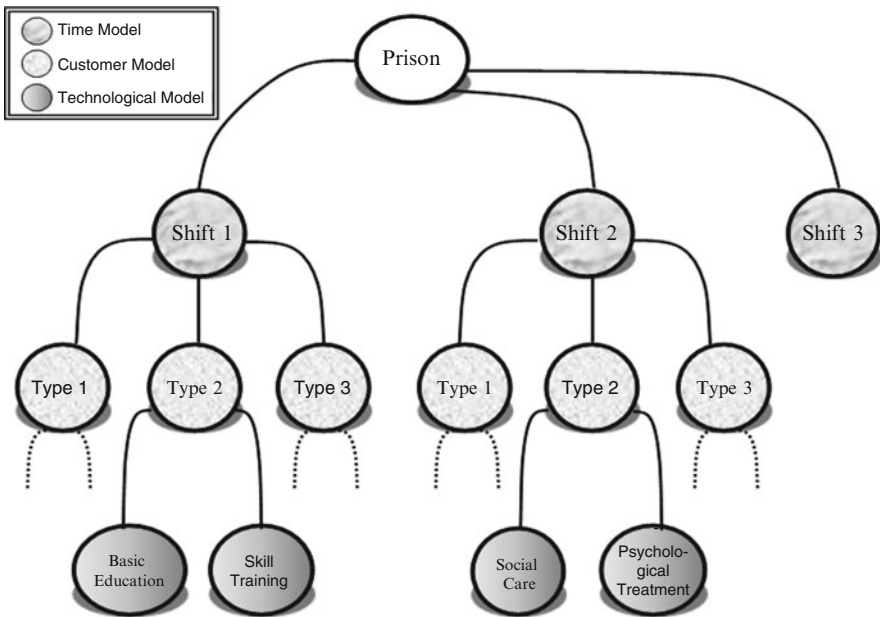 Time Model
Customer Model
Technological Model
Prison
Shift 1
Shift 2
Shift 3
Type 1
Type 2
Type 3
Type 1
Type 2
Type 3
Basic
Education
Skill
Training
Social
Care
Psycholo-
gical
Treatment